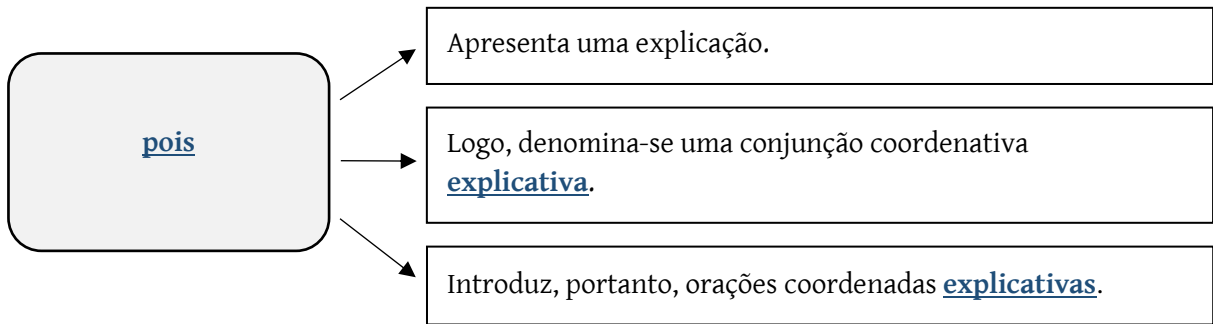 pois
Apresenta uma explicação.
Logo, denomina-se uma conjunção coordenativa
explicativa.
Introduz, portanto, orações coordenadas explicativas.